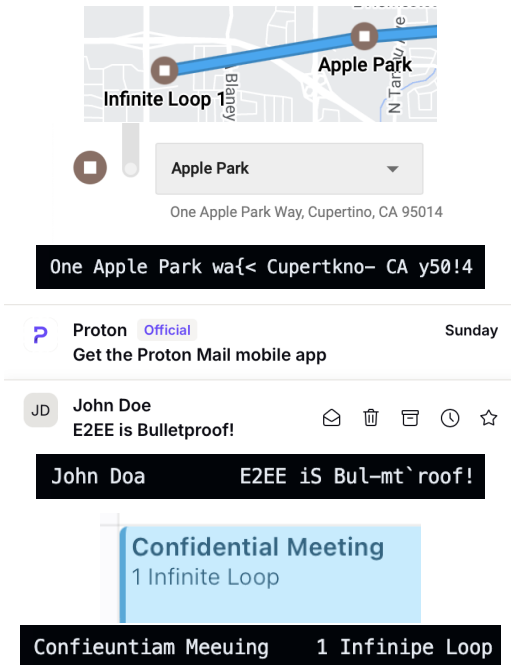 E Homestead
Apple Park
Infinite Loop 1
Blaney
N Tantau Ave
Apple Park
One Apple Park Way, Cupertino, CA 95014
One Apple Park wa{< Cupertkno– CA y50!4
Proton Official Sunday
Get the Proton Mail mobile app
JD John Doe
E2EE is Bulletproof!
John Doa E2EE iS Bul–mt`roof!
Confidential Meeting
1 Infinite Loop
Confieuntiam Meeuing 1 Infinipe Loop